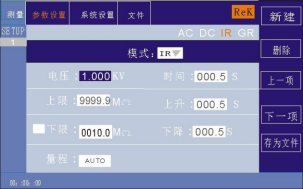 测量 参数设置 系统设置 文件 ReK 新建
SETUP AC DC IR GR
1 模式: IR 删除
电压: 1.000 KV 时间: 000.5 S 上一项
上限: 9999.9 MΩ 上升: 000.5 S
下限: 0010.0 MΩ 下降: 000.5 S 下一项
量程: AUTO 存为文件
00: 00: 00